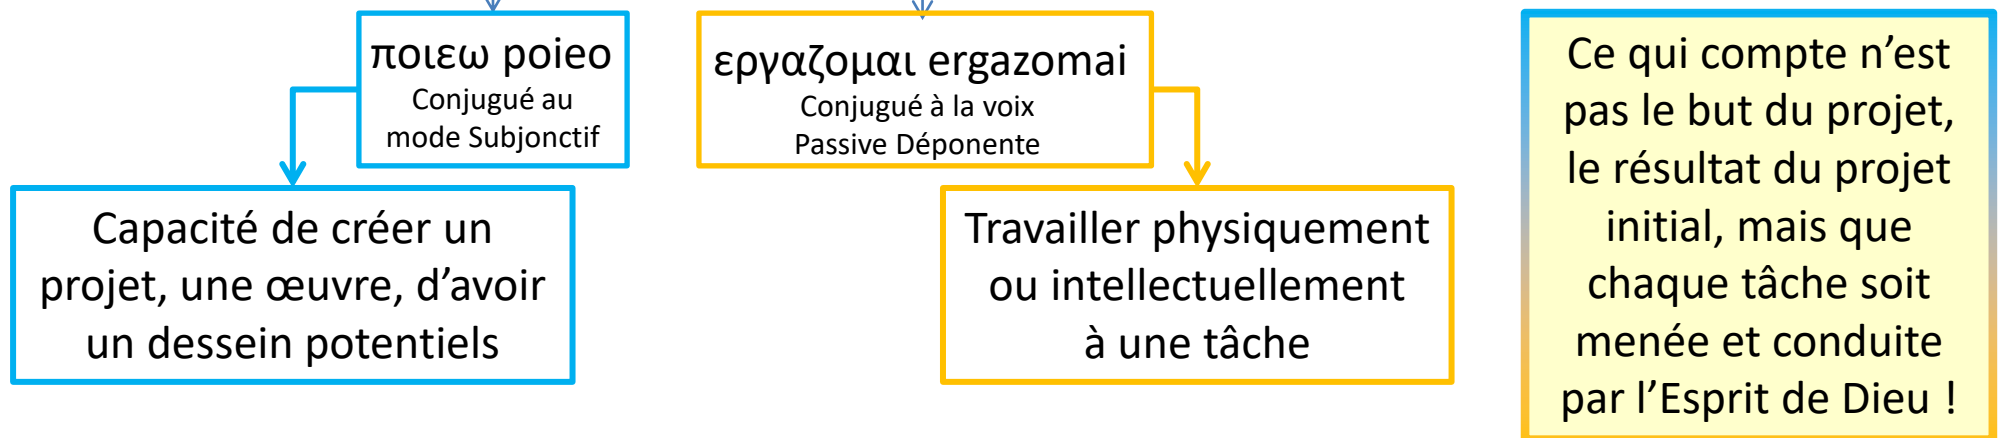 ποιεω poieo
Conjugué au
mode Subjonctif
Capacité de créer un
projet, une œuvre, d’avoir
un dessein potentiels
εργαζομαι ergazomai
Conjugué à la voix
Passive Déponente
Travailler physiquement
ou intellectuellement
à une tâche
Ce qui compte n’est
pas le but du projet,
le résultat du projet
initial, mais que
chaque tâche soit
menée et conduite
par l’Esprit de Dieu !